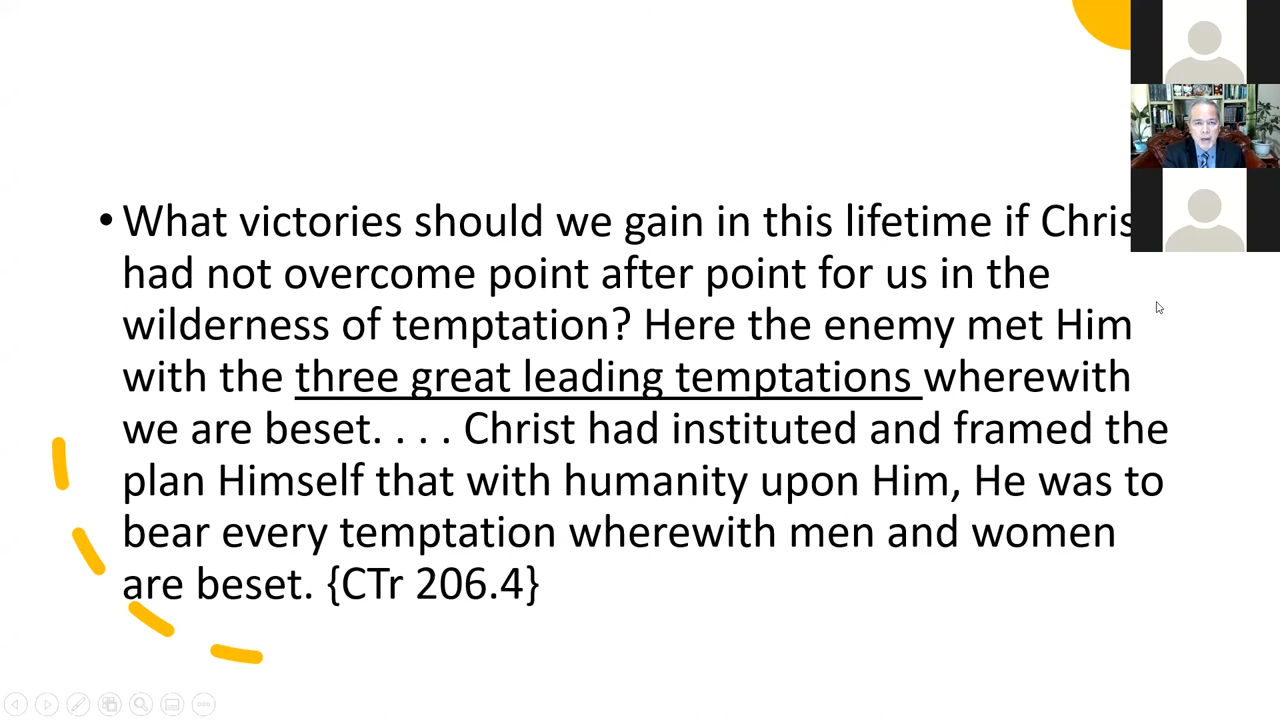 • What victories should we gain in this lifetime if Chris
had not overcome point after point for us in the
wilderness of temptation? Here the enemy met Him
with the three great leading temptations wherewith
we are beset. . . . Christ had instituted and framed the
plan Himself that with humanity upon Him, He was to
bear every temptation wherewith men and women
are beset. {CTr 206.4}